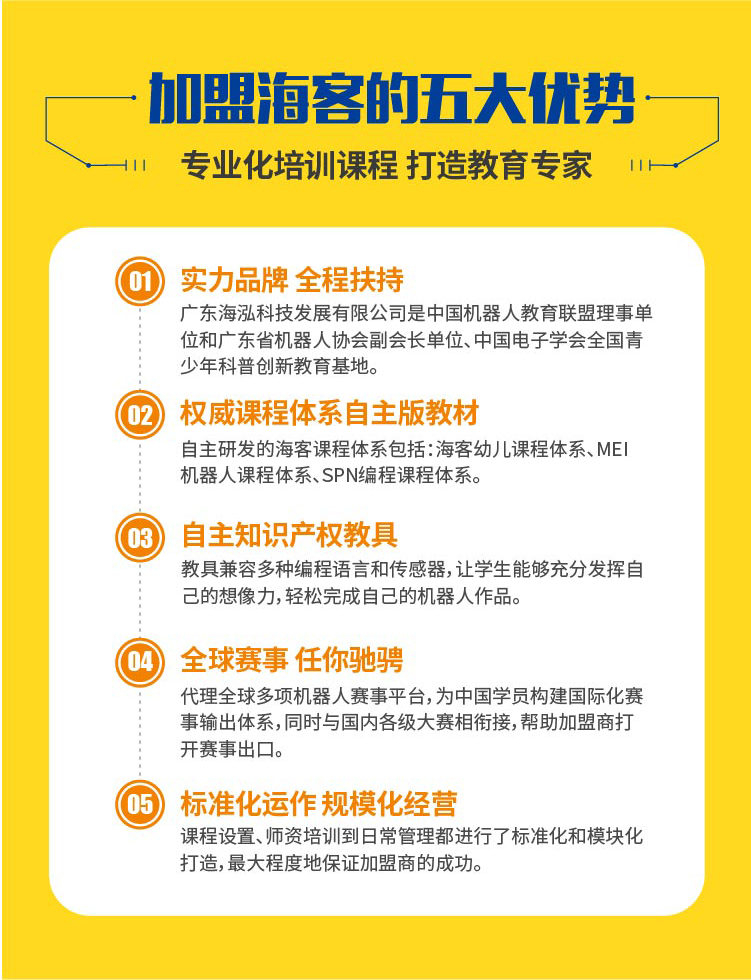 加盟海客的五大优势
专业化培训课程 打造教育专家
01
实力品牌 全程扶持
广东海泓科技发展有限公司是中国机器人教育联盟理事单
位和广东省机器人协会副会长单位、中国电子学会全国青
少年科普创新教育基地。
02
权威课程体系自主版教材
自主研发的海客课程体系包括：海客幼儿课程体系、MEI
机器人课程体系、SPN编程课程体系。
03
自主知识产权教具
教具兼容多种编程语言和传感器，让学生能够充分发挥自
己的想像力，轻松完成自己的机器人作品。
04
全球赛事 任你驰骋
代理全球多项机器人赛事平台，为中国学员构建国际化赛
事输出体系，同时与国内各级大赛相衔接，帮助加盟商打
开赛事出口。
05
标准化运作 规模化经营
课程设置、师资培训到日常管理都进行了标准化和模块化
打造，最大程度地保证加盟商的成功。